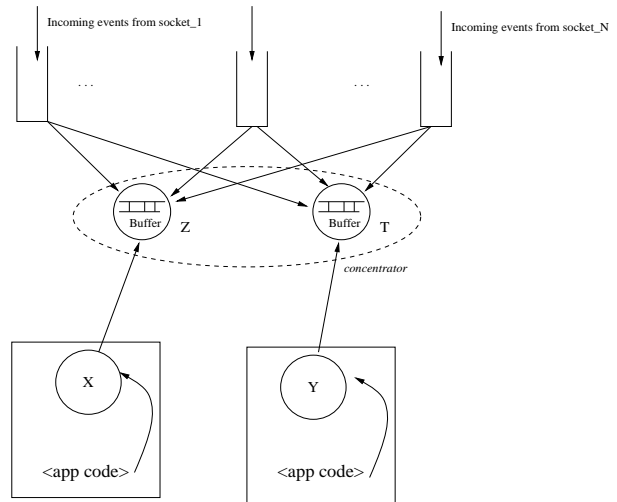 Incoming events from socket_1
Incoming events from socket_N
. . .
. . .
Buffer
Z
Buffer
T
concentrator
X
Y
<app code>
<app code>